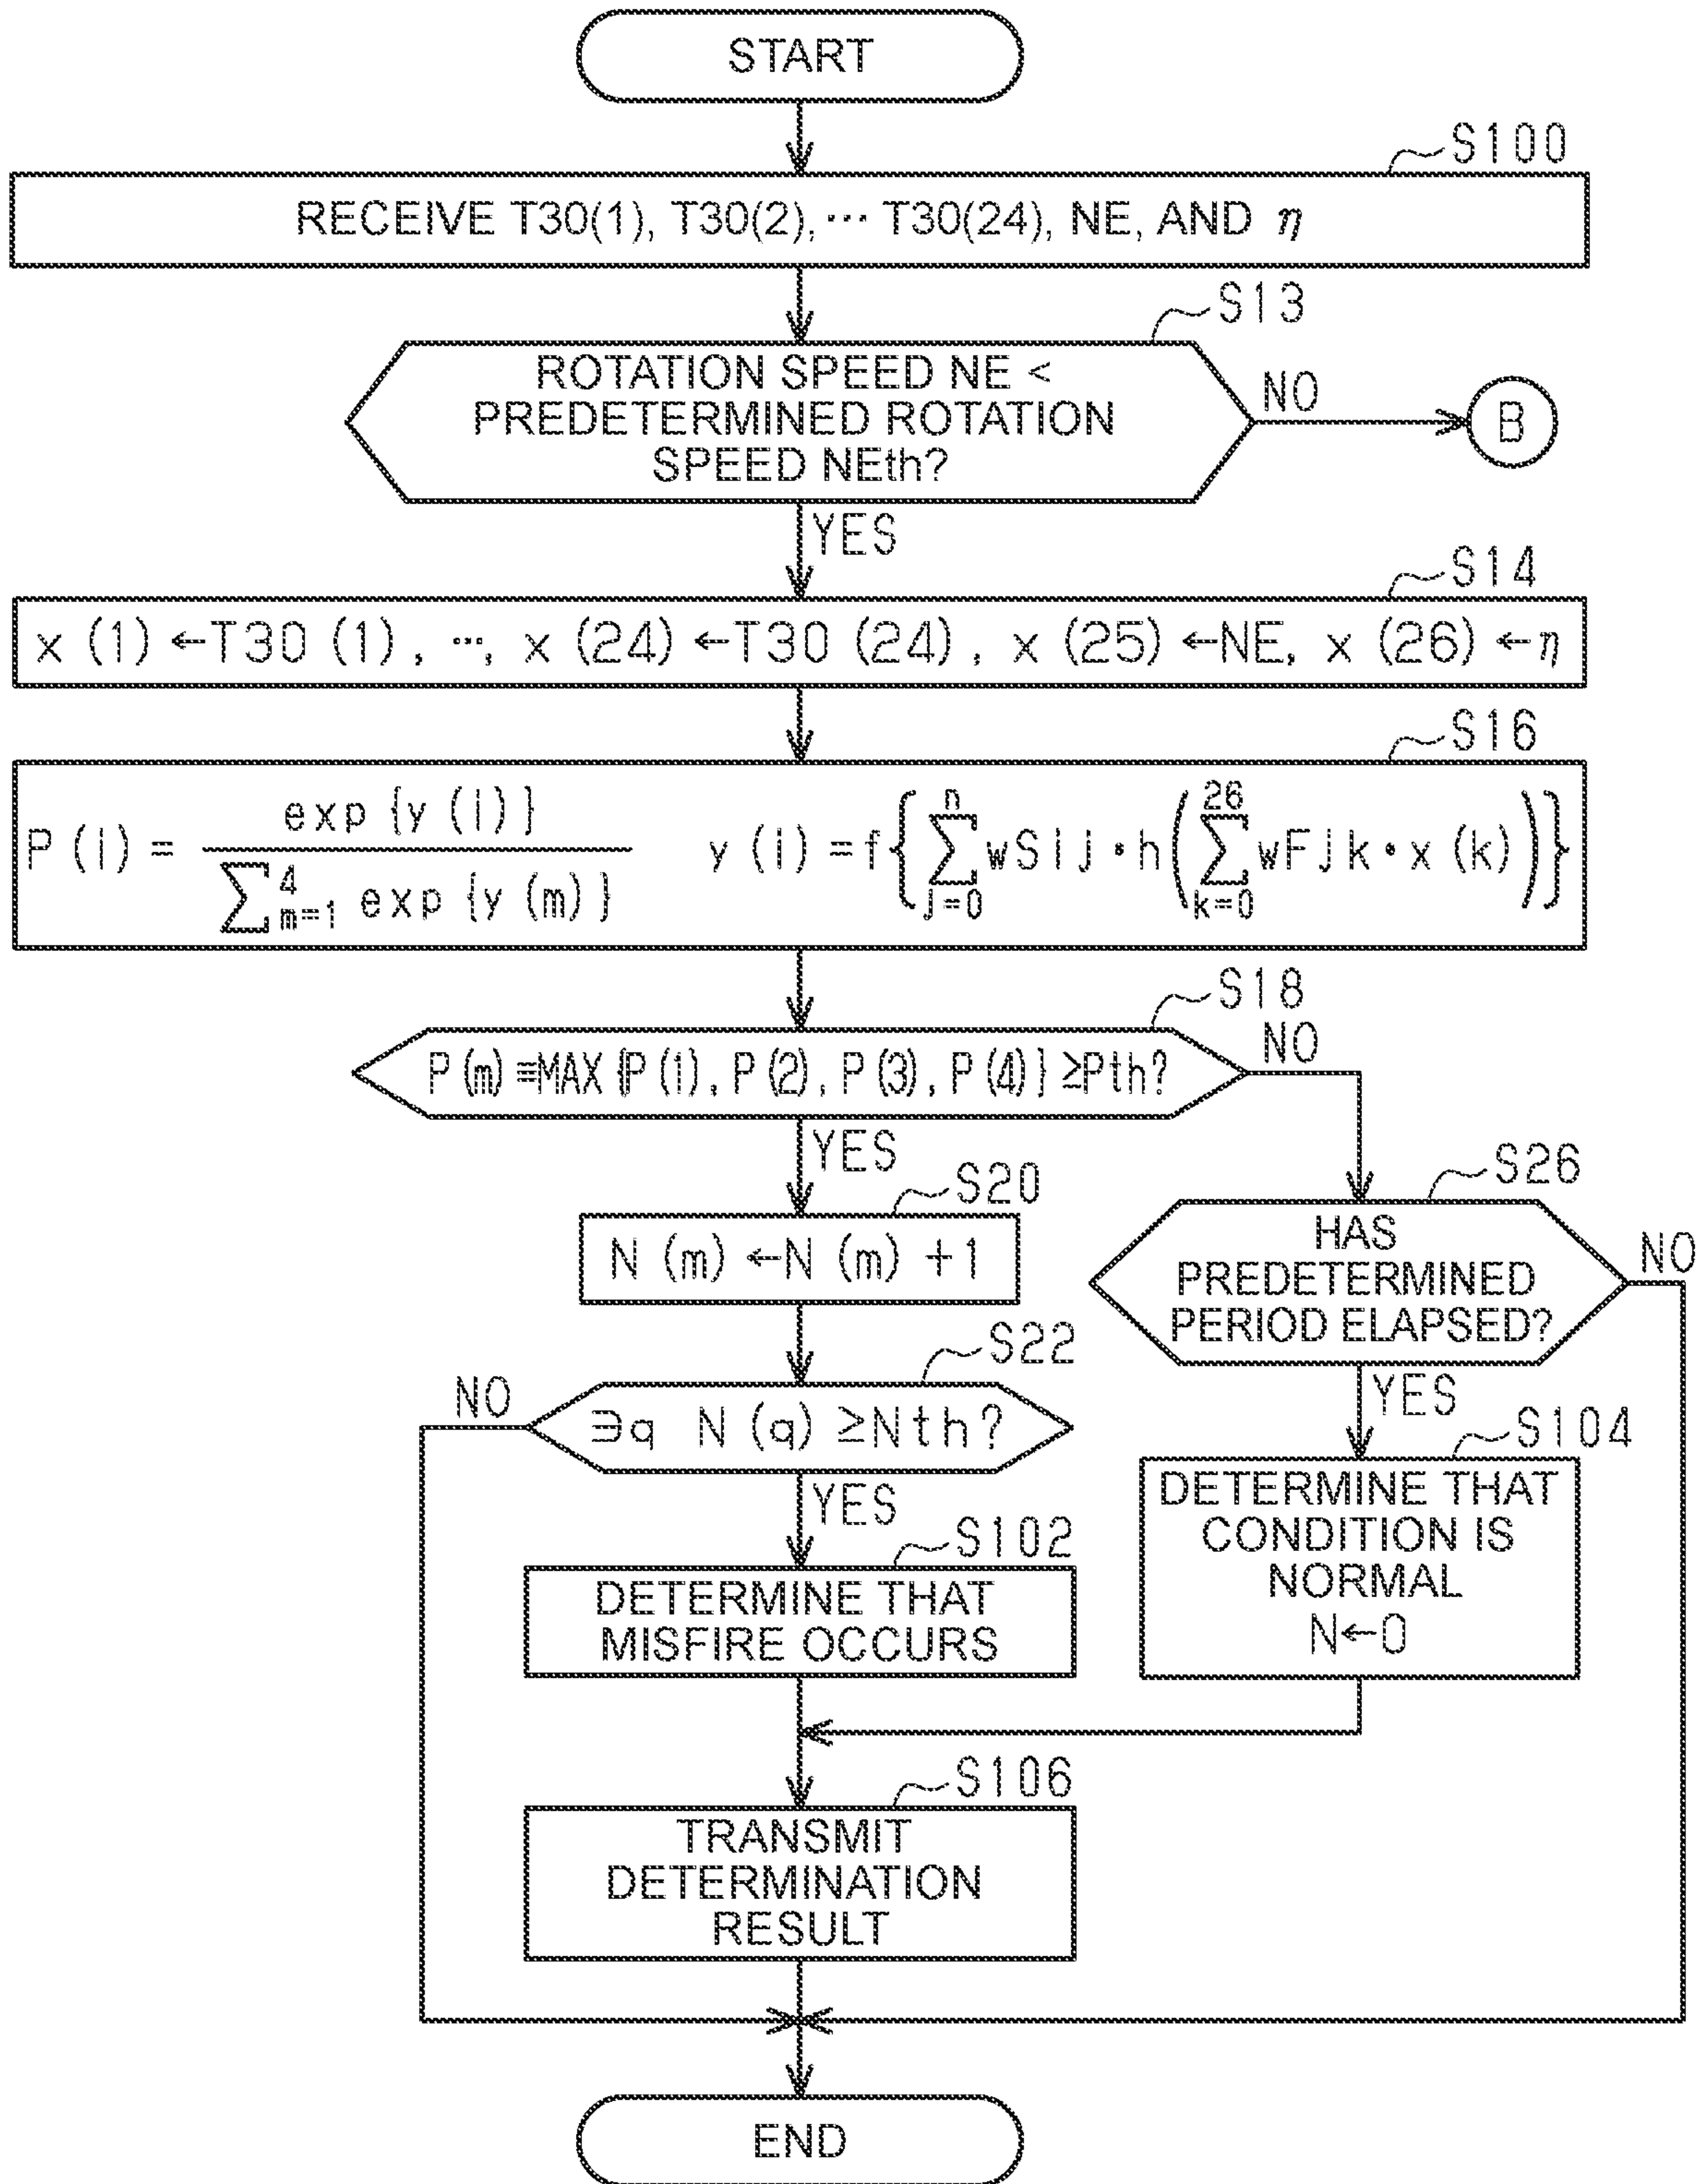 START
S100
RECEIVE T30(1), T30(2), ··· T30(24), NE, AND η
S13
ROTATION SPEED NE <
PREDETERMINED ROTATION
SPEED NEth?
NO
B
YES
S14
x (1) ←T30 (1) , ···, x (24) ←T30 (24) , x (25) ←NE, x (26) ←η
S16
P (i) = exp {y (i)} / ∑ 4 m=1 exp {y (m)} y (i) =f{ n ∑ j=0 wSij・h( 26 ∑ k=0 wFjk・x (k) )}
S18
P (m) ≡MAX {P (1) , P (2) , P (3) , P (4) } ≥Pth?
NO
YES
S20
N (m) ←N (m) +1
S26
HAS
PREDETERMINED
PERIOD ELAPSED?
NO
S22
NO
∋q N (q) ≥Nth?
YES
YES
S104
DETERMINE THAT
CONDITION IS
NORMAL
N←0
S102
DETERMINE THAT
MISFIRE OCCURS
S106
TRANSMIT
DETERMINATION
RESULT
END